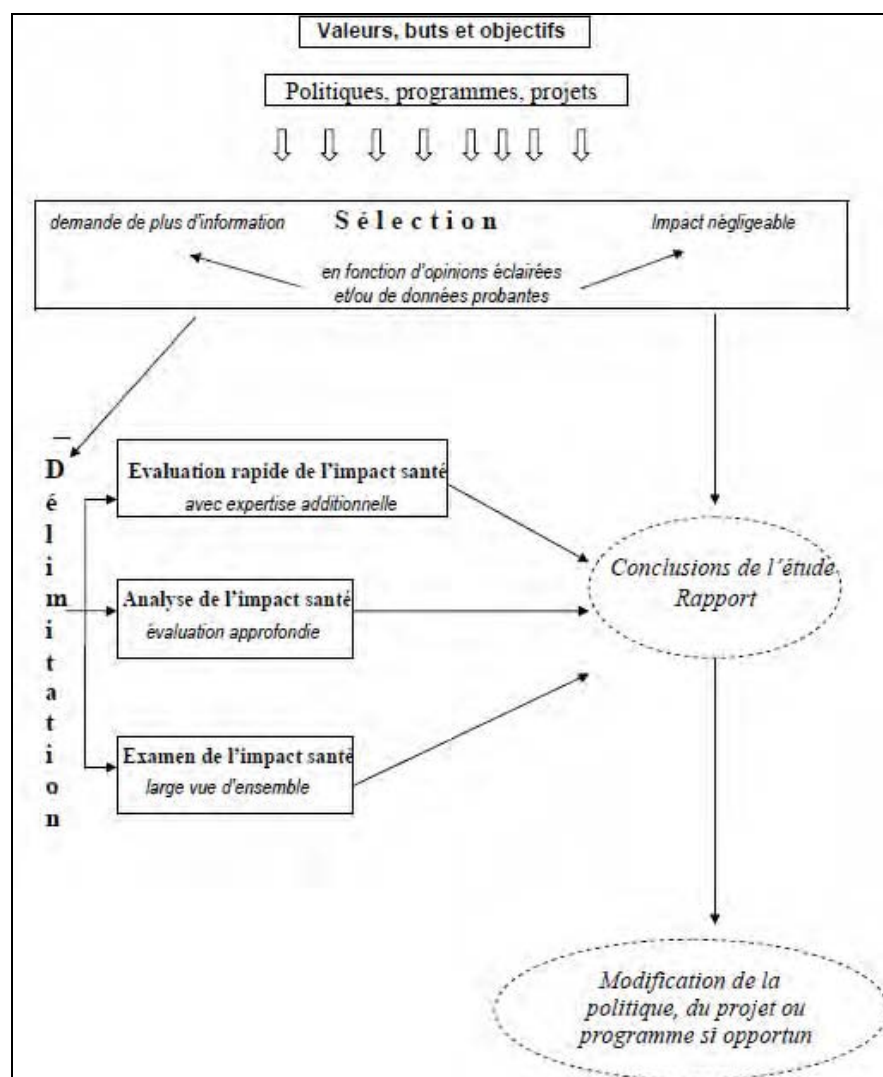 Valeurs, buts et objectifs
Politiques, programmes, projets
demande de plus d'information
Sélection
Impact négligeable
en fonction d'opinions éclairées
et/ou de données probantes
Délimitation
Evaluation rapide de l'impact santé
avec expertise additionnelle
Analyse de l'impact santé
évaluation approfondie
Examen de l'impact santé
large vue d'ensemble
Conclusions de l'étude
Rapport
Modification de la
politique, du projet ou
programme si opportun